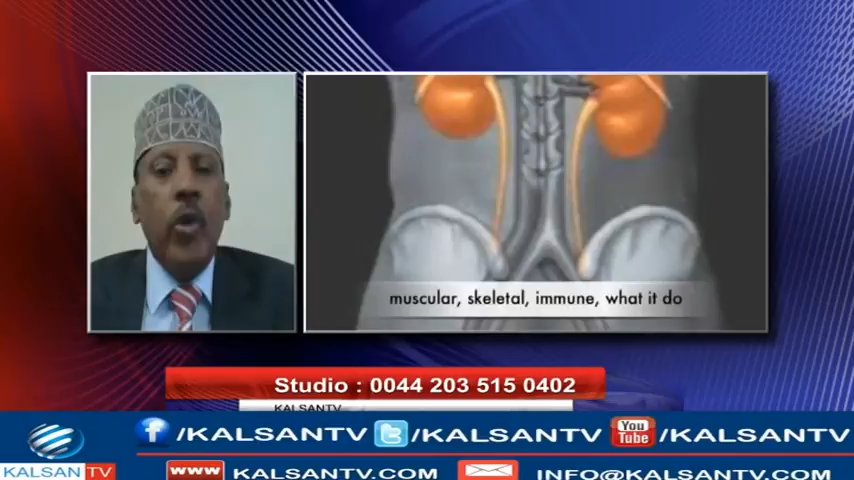 muscular, skeletal, immune, what it do
Studio : 0044 203 515 0402
KALSANTV
/KALSANTV /KALSANTV You Tube /KALSANTV
KALSAN TV
www KALSANTV.COM INFO@KALSANTV.COM